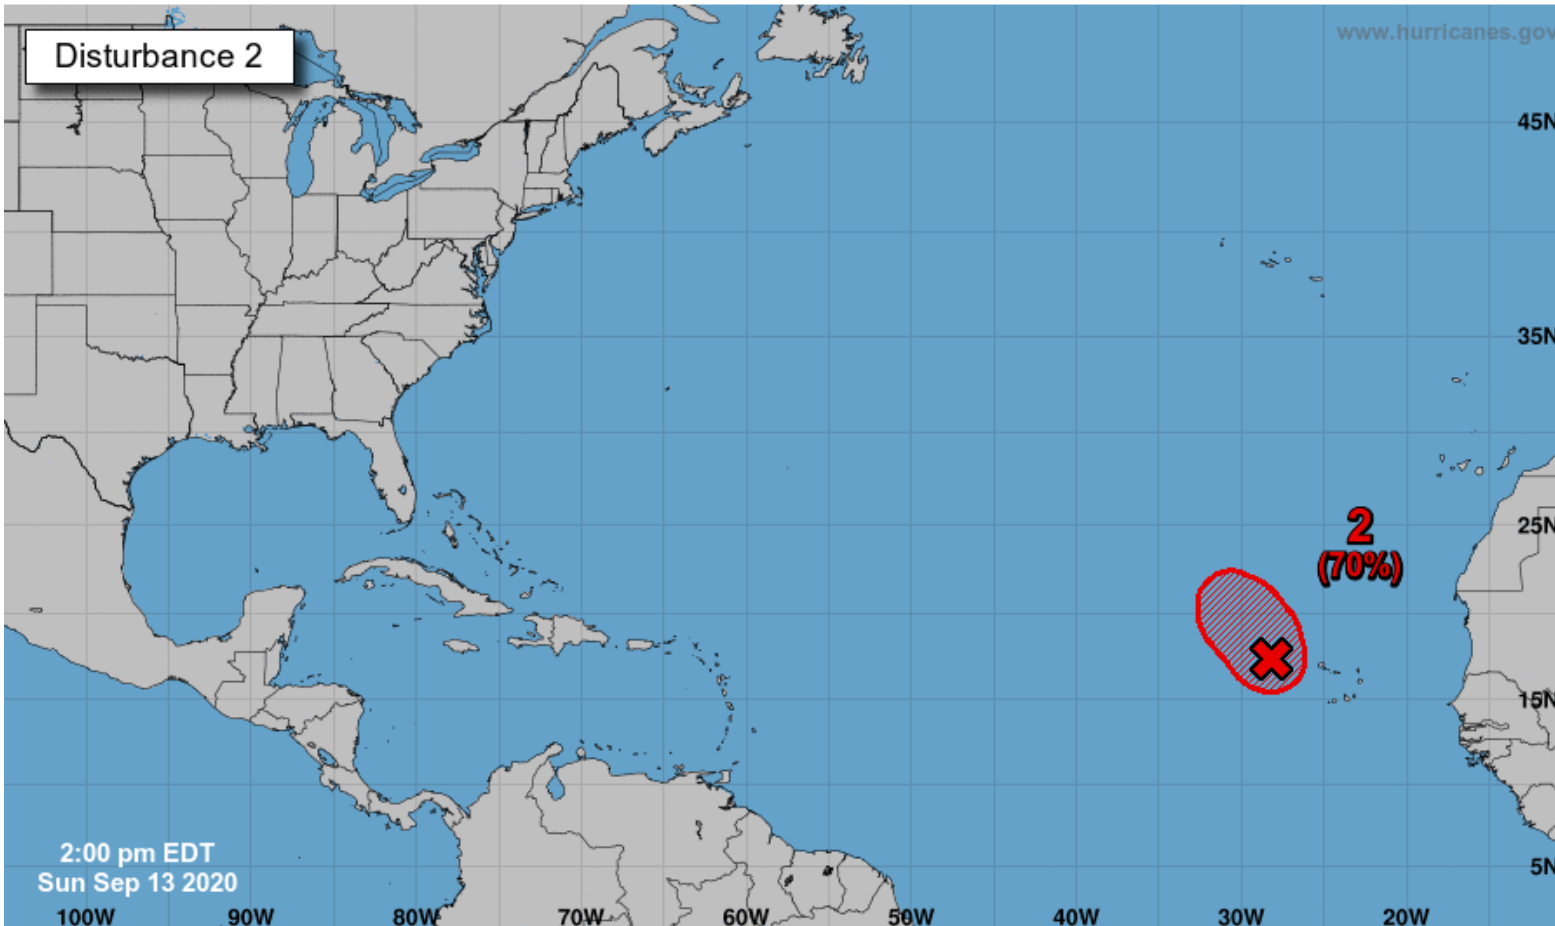 Disturbance 2
www.hurricanes.gov
45N
35N
2
(70%)
25N
15N
2:00 pm EDT
Sun Sep 13 2020
5N
100W 90W 80W 70W 60W 50W 40W 30W 20W